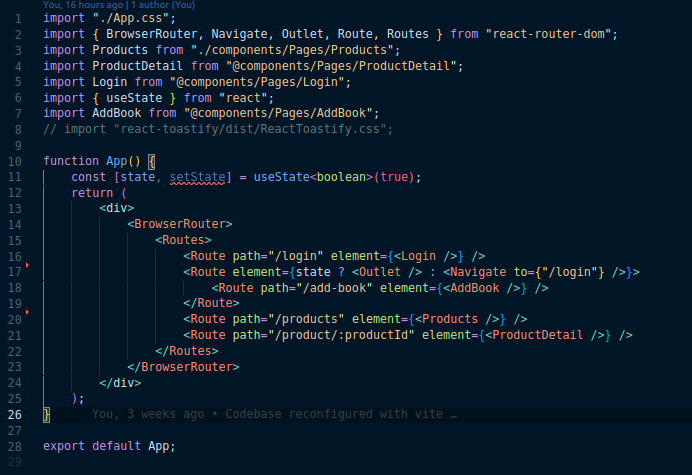 You, 16 hours ago | 1 author (You)
1 import "./App.css";
2 import { BrowserRouter, Navigate, Outlet, Route, Routes } from "react-router-dom";
3 import Products from "./components/Pages/Products";
4 import ProductDetail from "@components/Pages/ProductDetail";
5 import Login from "@components/Pages/Login";
6 import { useState } from "react";
7 import AddBook from "@components/Pages/AddBook";
8 // import "react-toastify/dist/ReactToastify.css";
9
10 function App() {
11     const [state, setState] = useState<boolean>(true);
12     return (
13         <div>
14             <BrowserRouter>
15                 <Routes>
16                     <Route path="/login" element={<Login />} />
17                     <Route element={state ? <Outlet /> : <Navigate to={"/login"} />}>
18                         <Route path="/add-book" element={<AddBook />} />
19                     </Route>
20                     <Route path="/products" element={<Products />} />
21                     <Route path="/product/:productId" element={<ProductDetail />} />
22                 </Routes>
23             </BrowserRouter>
24         </div>
25     );
26 }      You, 3 weeks ago • Codebase reconfigured with vite …
27
28 export default App;
29